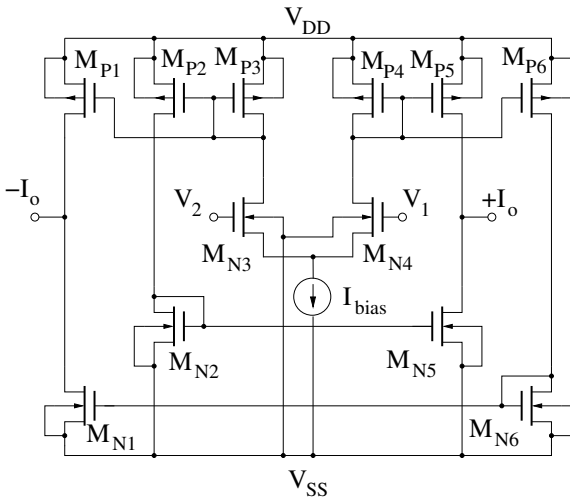 V_DD
M_P1 M_P2 M_P3 M_P4 M_P5 M_P6
−I_o V_2 V_1 +I_o
M_N3 M_N4
I_bias
M_N2 M_N5
M_N1 M_N6
V_SS